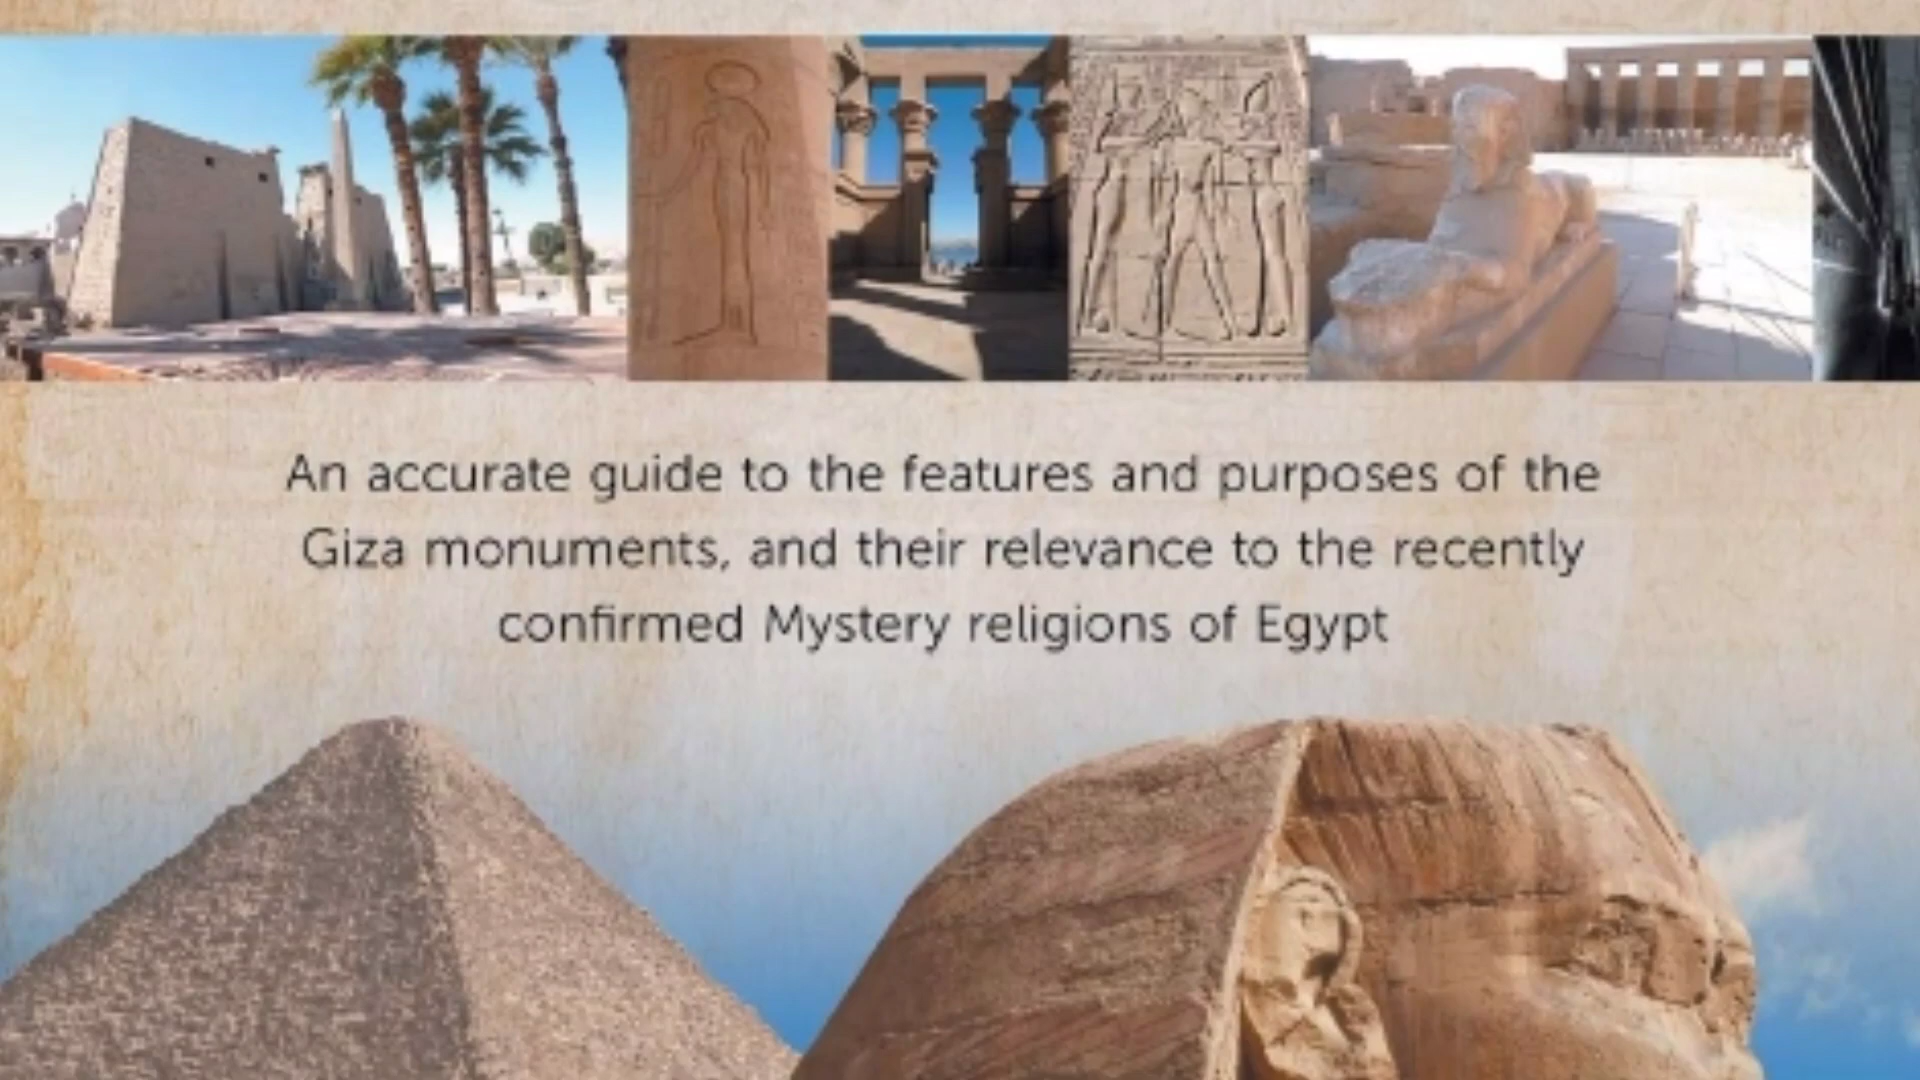 An accurate guide to the features and purposes of the
Giza monuments, and their relevance to the recently
confirmed Mystery religions of Egypt